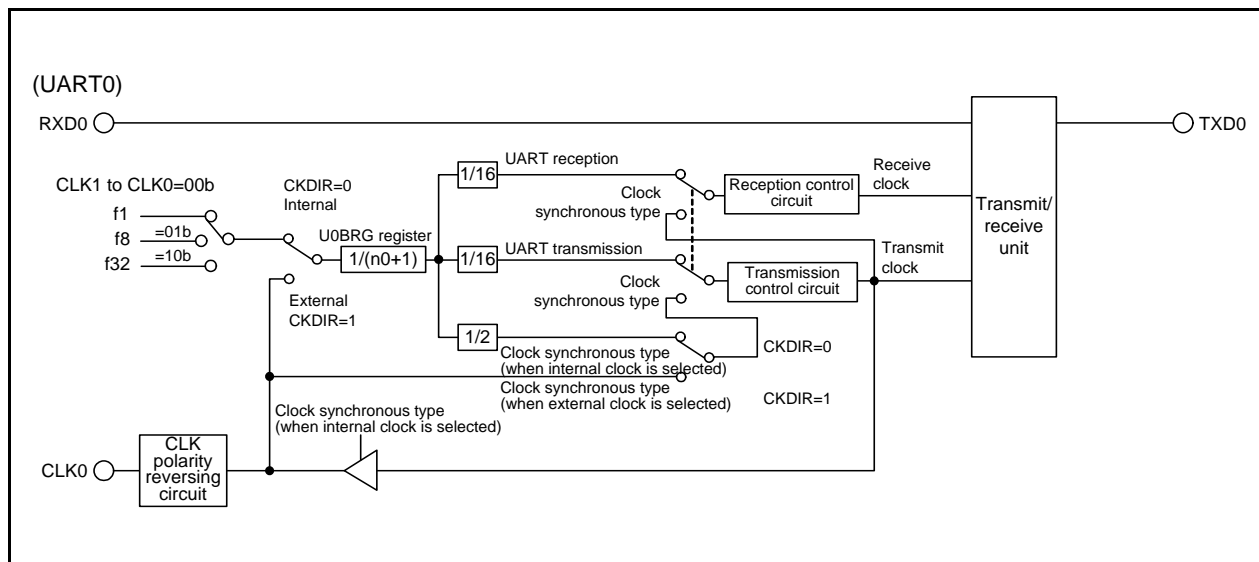 (UART0)
RXD0
TXD0
CLK1 to CLK0=00b
f1
f8
=01b
f32
=10b
CKDIR=0
Internal
External
CKDIR=1
U0BRG register
1/(n0+1)
1/16
UART reception
Clock
synchronous type
Reception control
circuit
Receive
clock
1/16
UART transmission
Clock
synchronous type
Transmission
control circuit
Transmit
clock
Transmit/
receive
unit
1/2
Clock synchronous type
(when internal clock is selected)
CKDIR=0
Clock synchronous type
(when external clock is selected)
CKDIR=1
Clock synchronous type
(when internal clock is selected)
CLK0
CLK
polarity
reversing
circuit